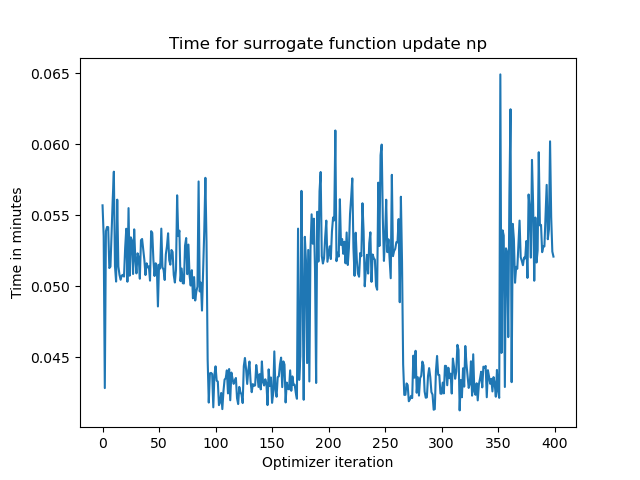 Time for surrogate function update np
0.065
0.060
0.055
0.050
0.045
Time in minutes
0 50 100 150 200 250 300 350 400
Optimizer iteration